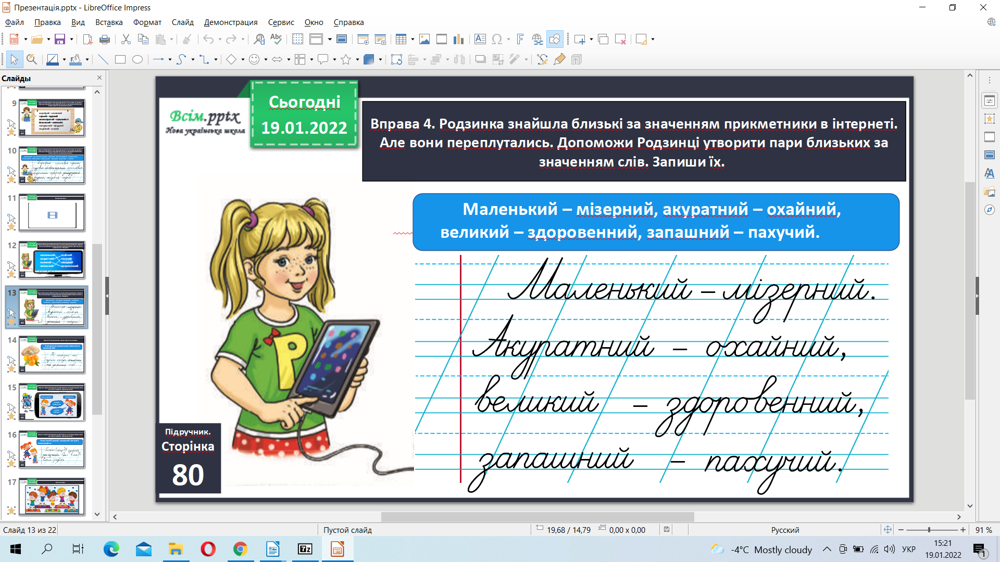 Презентація.pptx - LibreOffice Impress
Файл Правка Вид Вставка Формат Слайд Демонстрация Сервис Окно Справка
Слайды
9
10
11
12
13
14
15
16
17
Всім.pptx
Нова українська школа
Сьогодні
19.01.2022
Вправа 4. Родзинка знайшла близькі за значенням прикметники в інтернеті.
Але вони переплутались. Допоможи Родзинці утворити пари близьких за
значенням слів. Запиши їх.
Маленький – мізерний, акуратний – охайний,
великий – здоровенний, запашний – пахучий.
Маленький – мізерний.
Акуратний – охайний,
великий – здоровенний,
запашний – пахучий.
P
Підручник.
Сторінка
80
Слайд 13 из 22
Пустой слайд
19,68 / 14,79
0,00 x 0,00
Русский
91 %
-4°C Mostly cloudy
УКР
15:21
19.01.2022
1